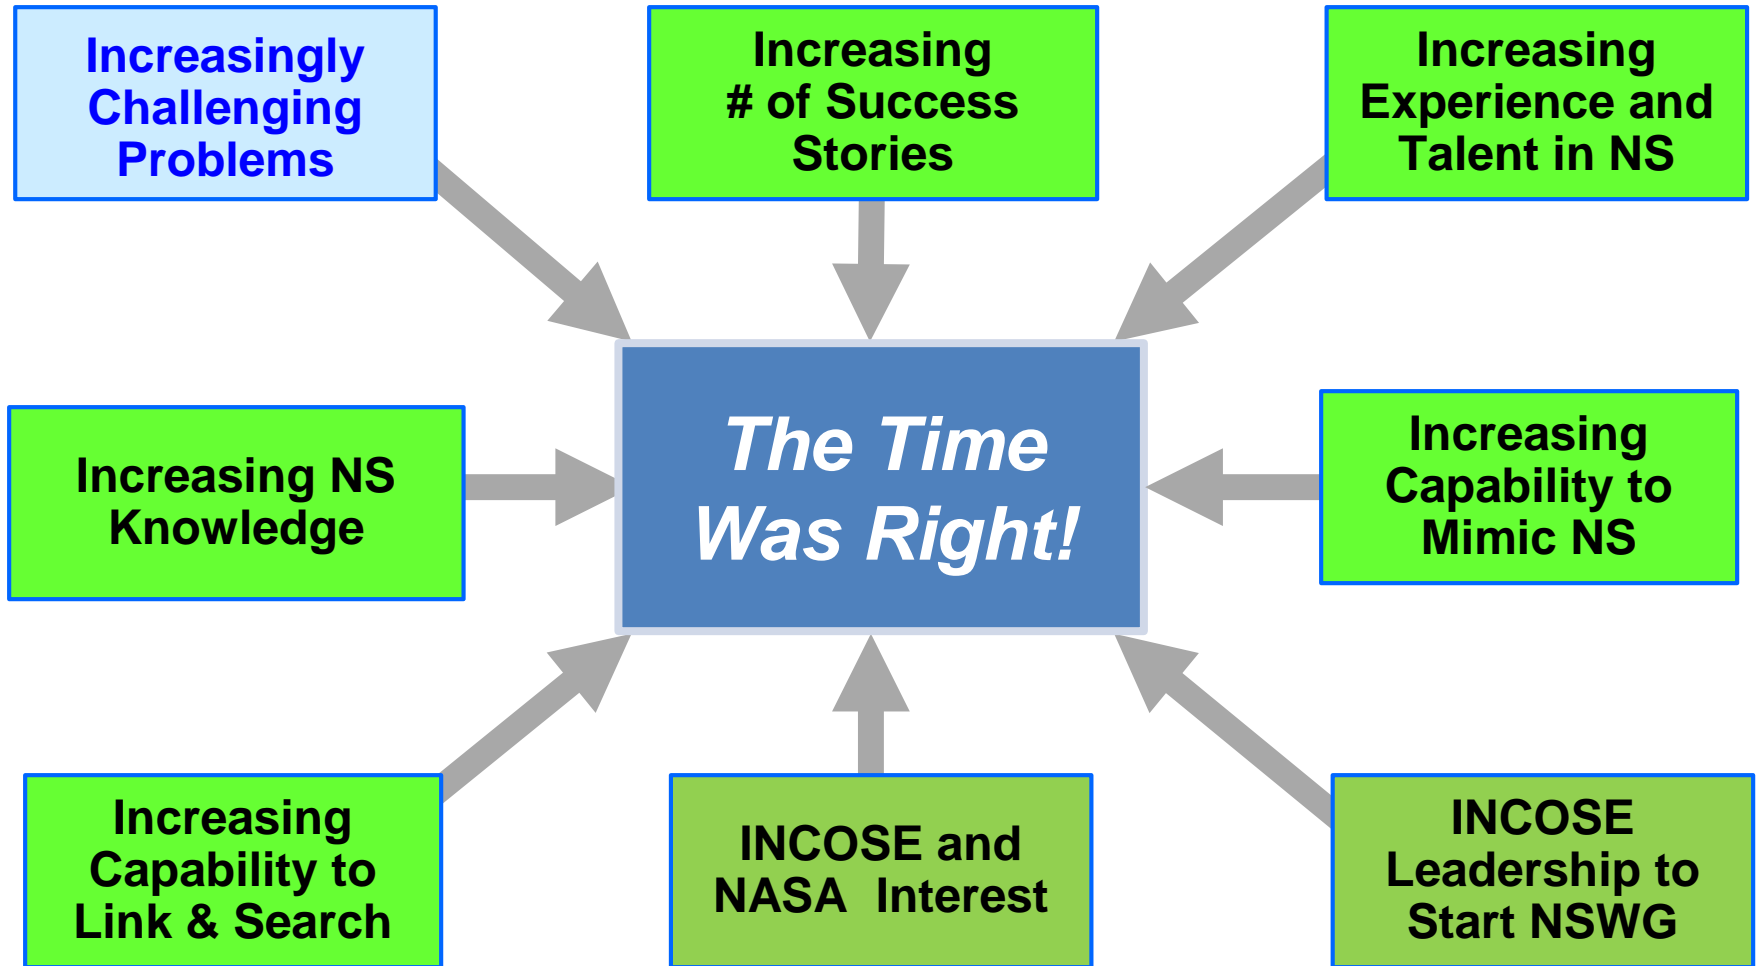 Increasingly
Challenging
Problems
Increasing
# of Success
Stories
Increasing
Experience and
Talent in NS
Increasing NS
Knowledge
The Time
Was Right!
Increasing
Capability to
Mimic NS
Increasing
Capability to
Link & Search
INCOSE and
NASA  Interest
INCOSE
Leadership to
Start NSWG